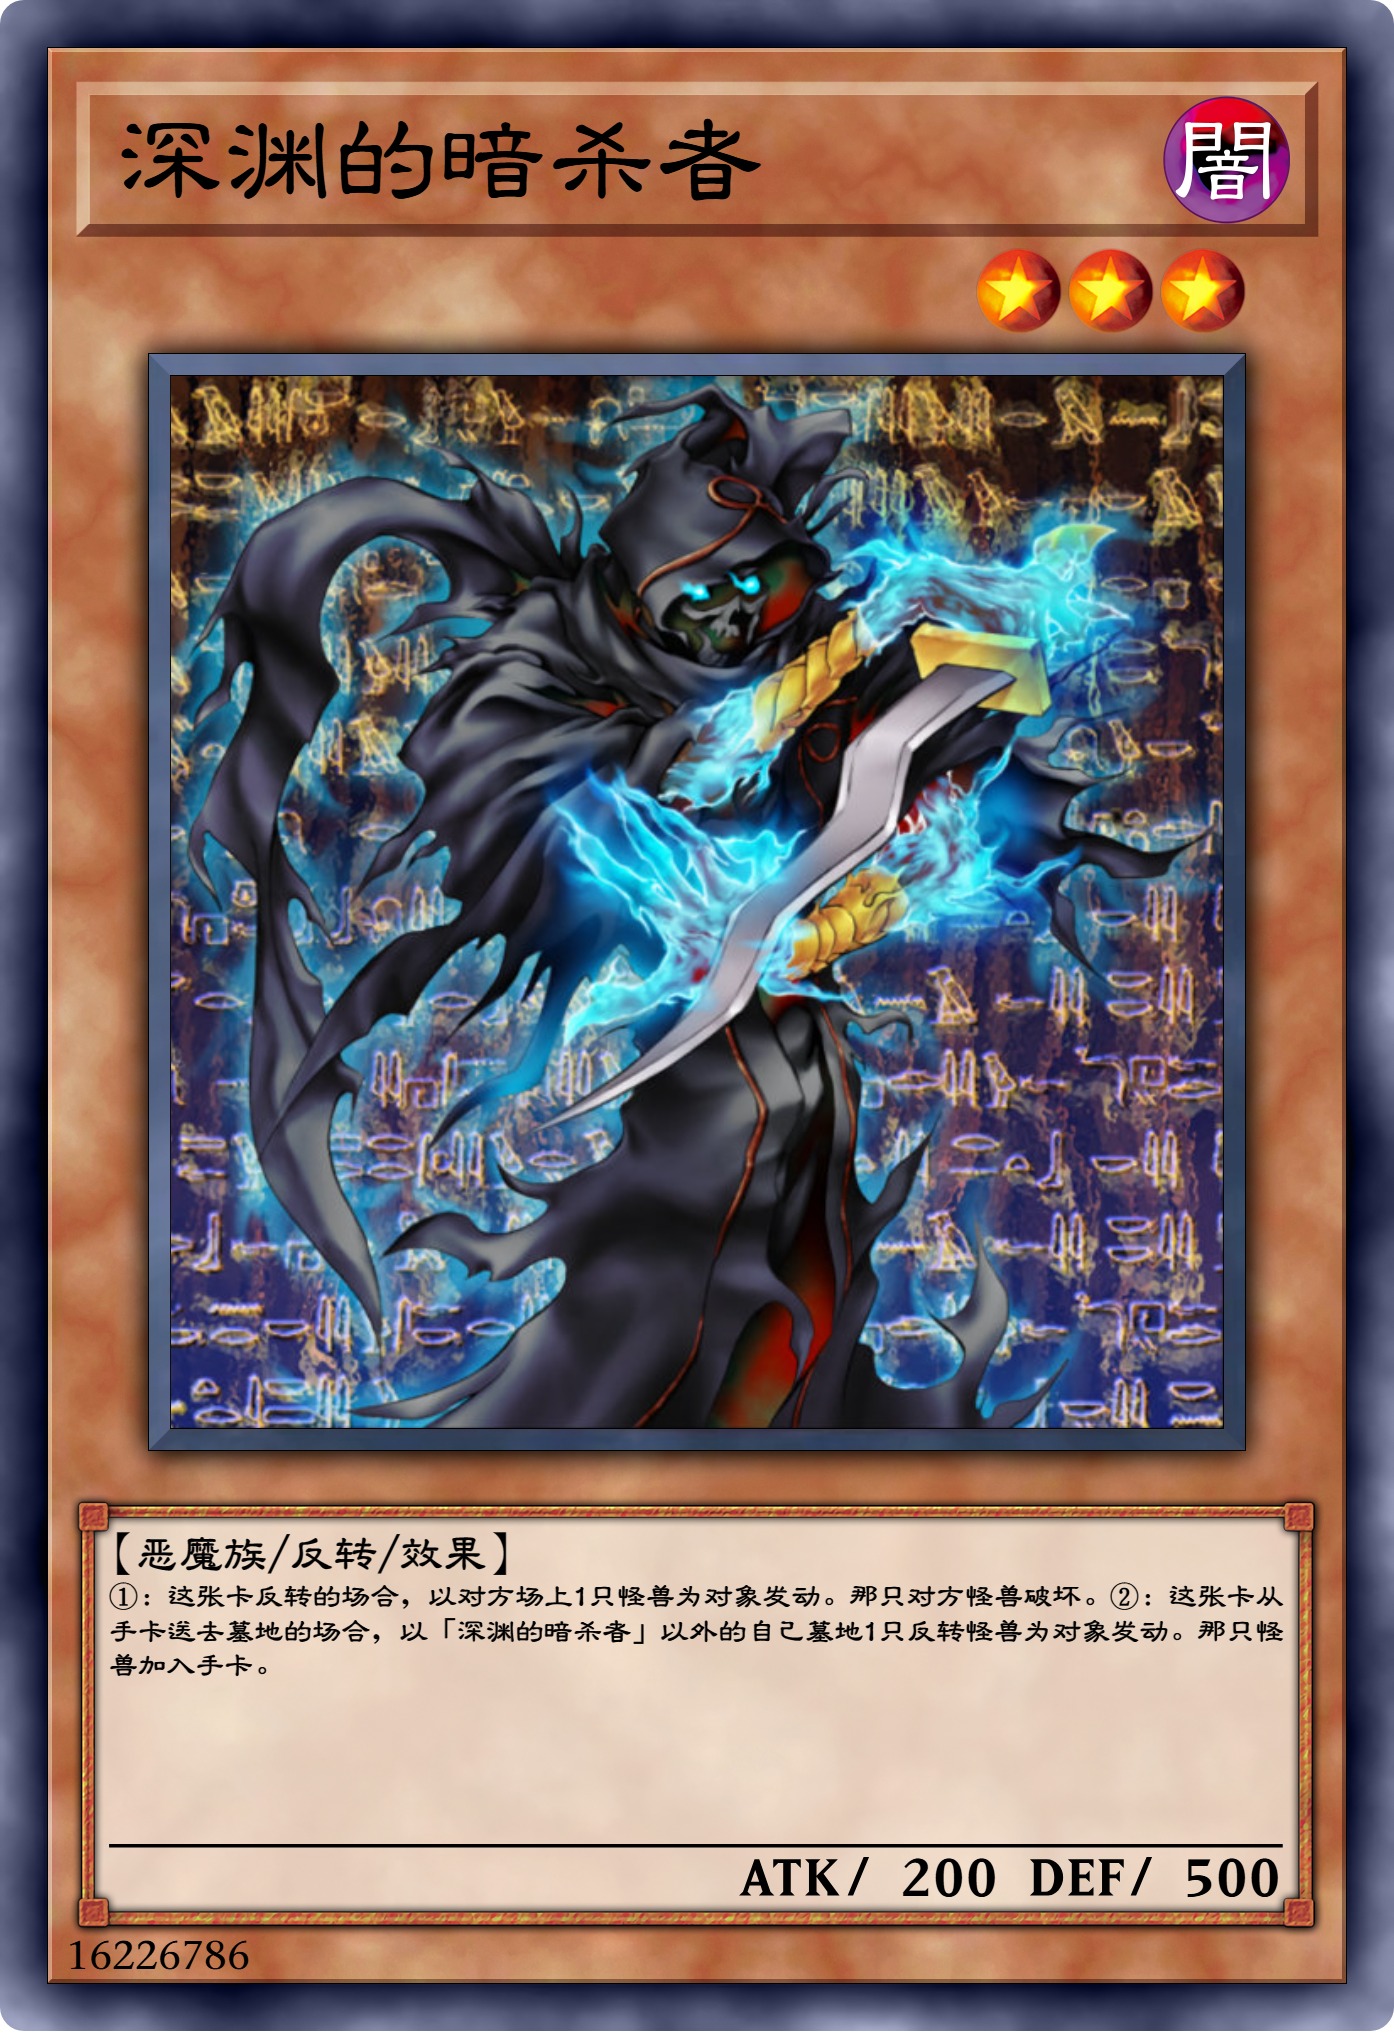 深渊的暗杀者
闇
【恶魔族/反转/效果】
①：这张卡反转的场合，以对方场上1只怪兽为对象发动。那只对方怪兽破坏。②：这张卡从
手卡送去墓地的场合，以「深渊的暗杀者」以外的自己墓地1只反转怪兽为对象发动。那只怪
兽加入手卡。
ATK/ 200 DEF/ 500
16226786